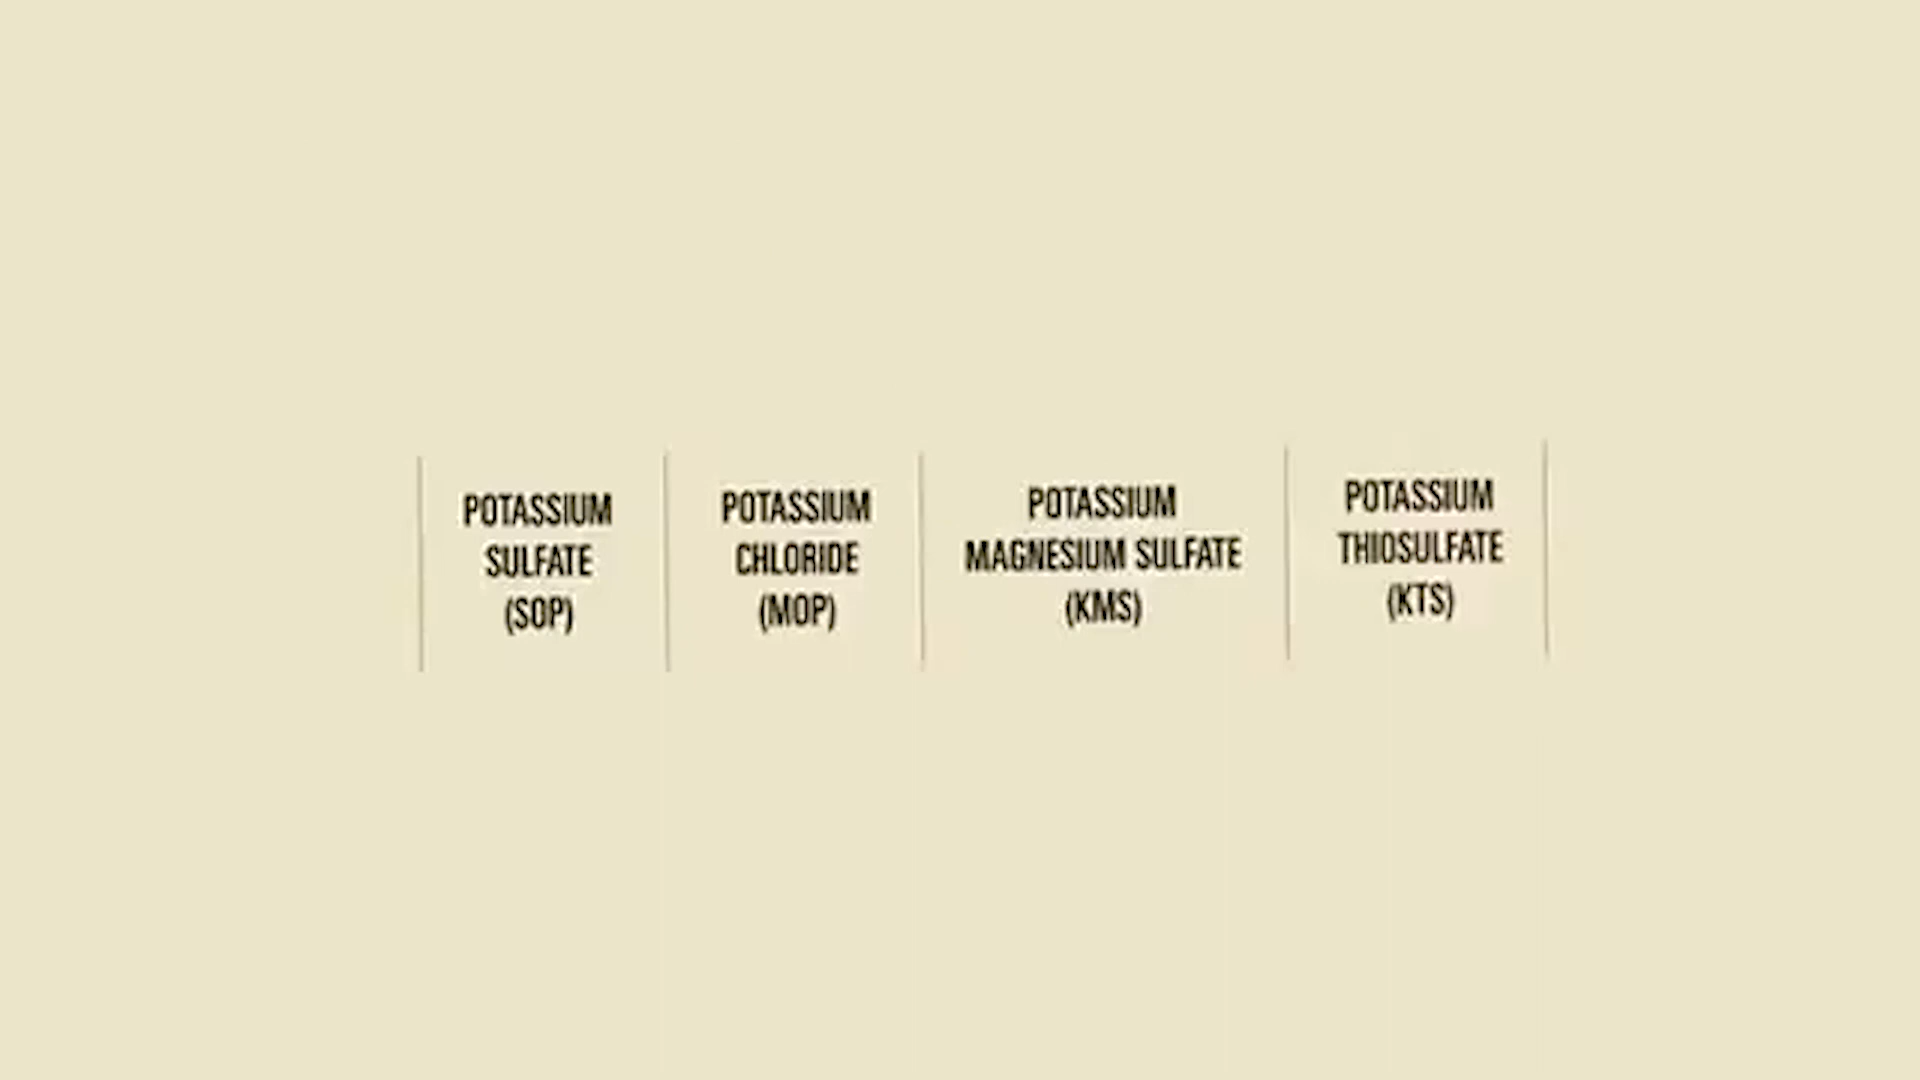 POTASSIUM
SULFATE
(SOP)
POTASSIUM
CHLORIDE
(MOP)
POTASSIUM
MAGNESIUM SULFATE
(KMS)
POTASSIUM
THIOSULFATE
(KTS)